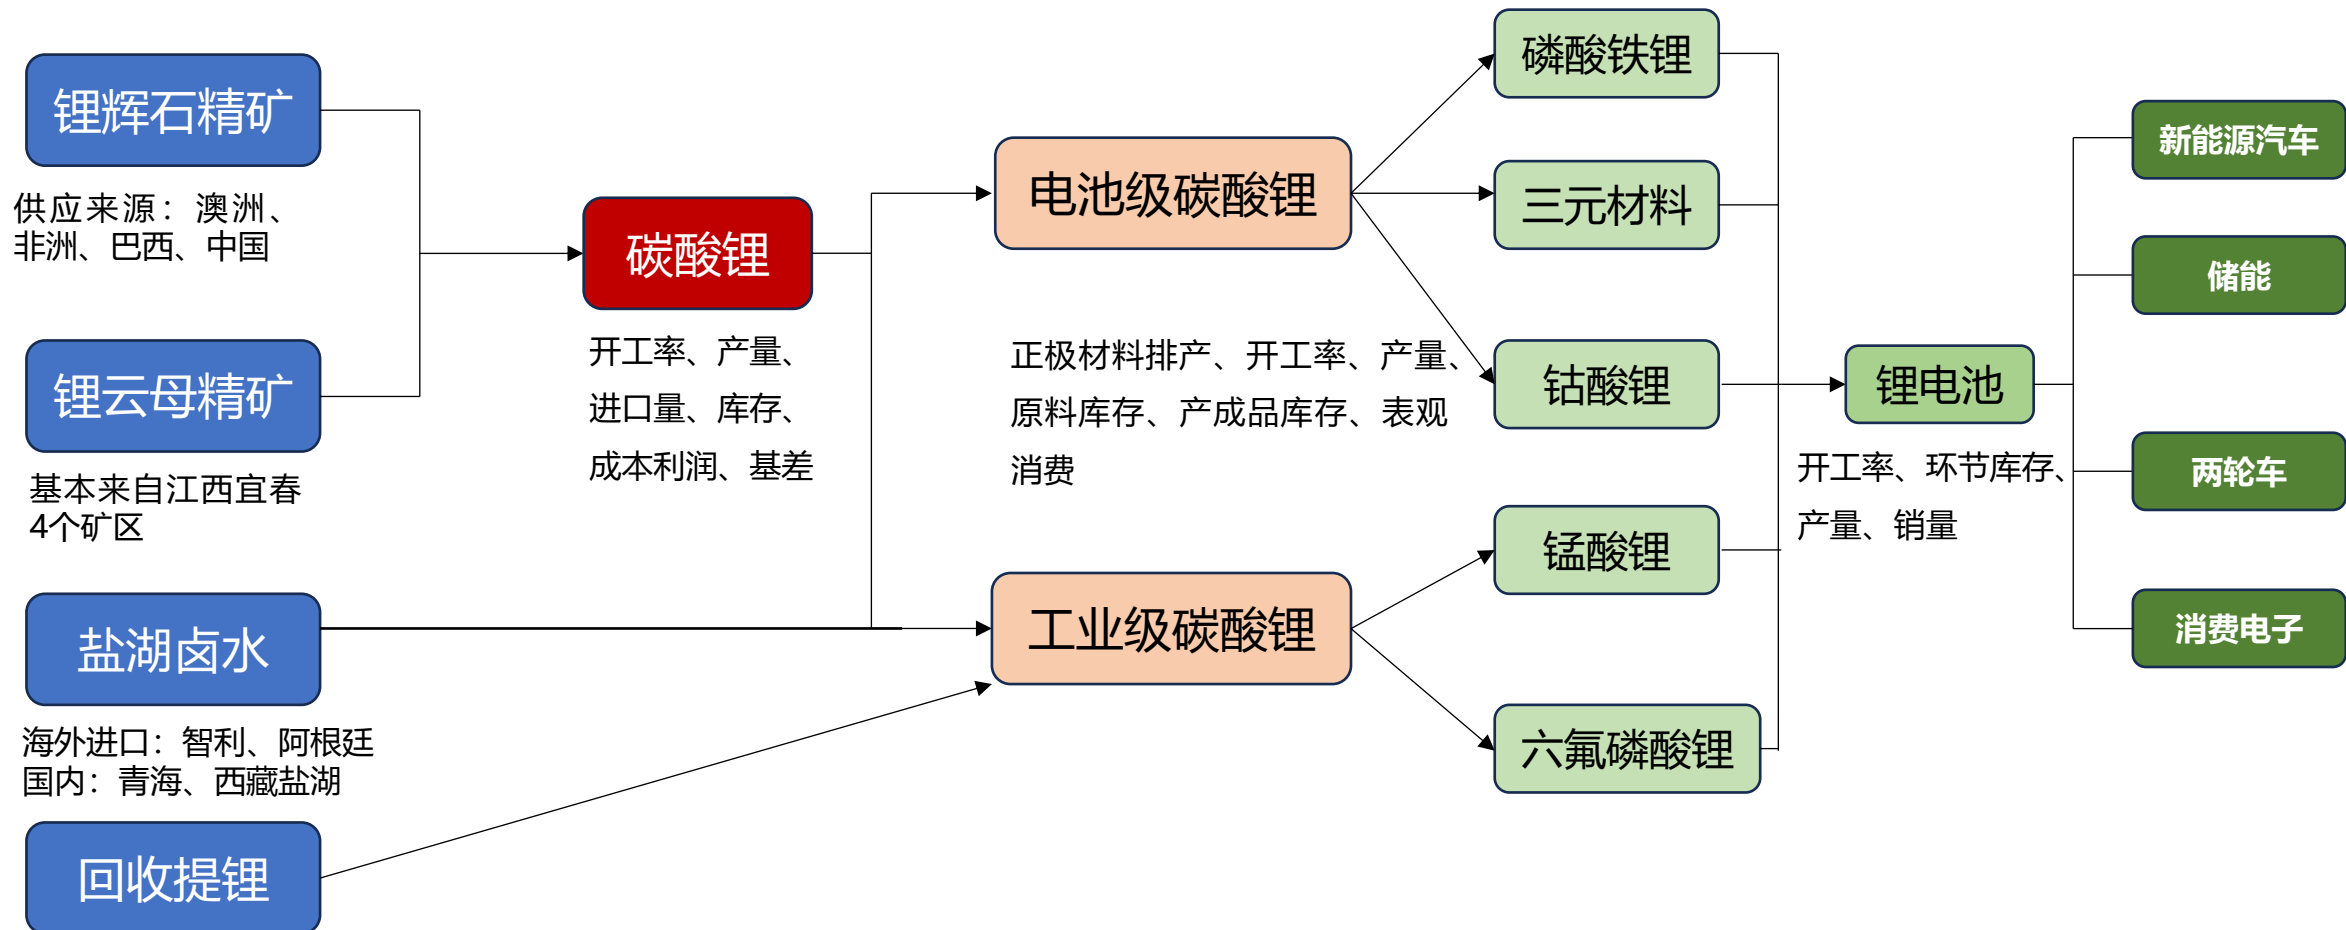 锂辉石精矿
供应来源：澳洲、
非洲、巴西、中国
锂云母精矿
基本来自江西宜春
4个矿区
盐湖卤水
海外进口：智利、阿根廷
国内：青海、西藏盐湖
回收提锂
碳酸锂
开工率、产量、
进口量、库存、
成本利润、基差
电池级碳酸锂
正极材料排产、开工率、产量、
原料库存、产成品库存、表观
消费
工业级碳酸锂
磷酸铁锂
三元材料
钴酸锂
锰酸锂
六氟磷酸锂
锂电池
开工率、环节库存、
产量、销量
新能源汽车
储能
两轮车
消费电子